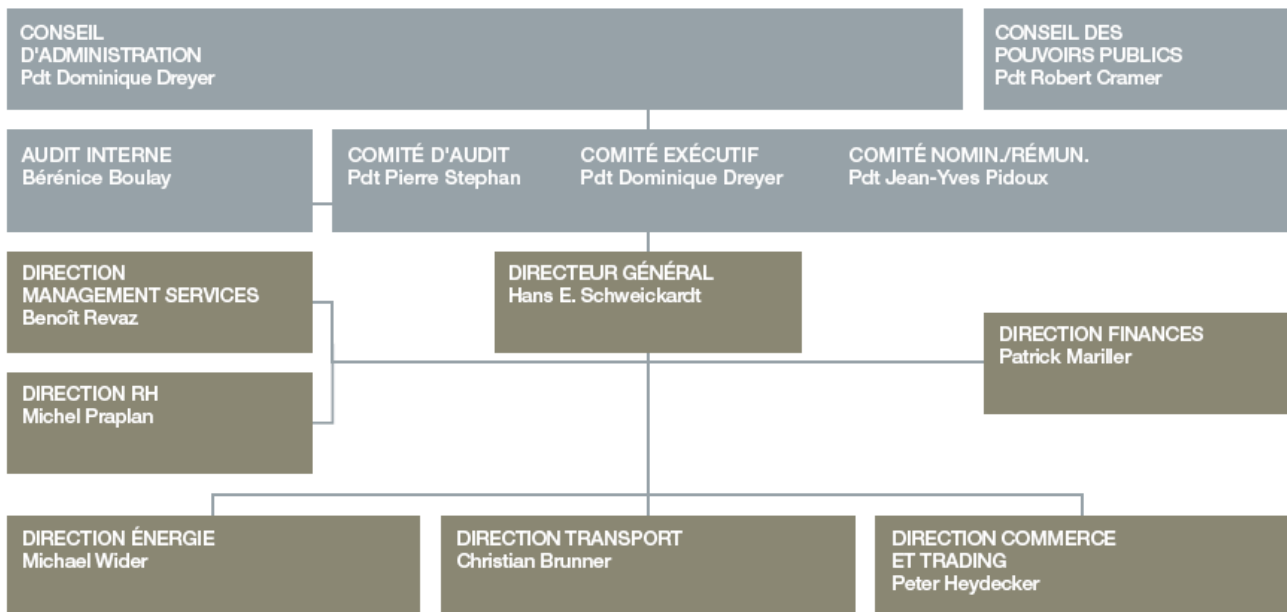 CONSEIL
D'ADMINISTRATION
Pdt Dominique Dreyer
CONSEIL DES
POUVOIRS PUBLICS
Pdt Robert Cramer
AUDIT INTERNE
Bérénice Boulay
COMITÉ D'AUDIT
Pdt Pierre Stephan
COMITÉ EXÉCUTIF
Pdt Dominique Dreyer
COMITÉ NOMIN./RÉMUN.
Pdt Jean-Yves Pidoux
DIRECTION
MANAGEMENT SERVICES
Benoît Revaz
DIRECTEUR GÉNÉRAL
Hans E. Schweickardt
DIRECTION FINANCES
Patrick Mariller
DIRECTION RH
Michel Praplan
DIRECTION ÉNERGIE
Michael Wider
DIRECTION TRANSPORT
Christian Brunner
DIRECTION COMMERCE
ET TRADING
Peter Heydecker